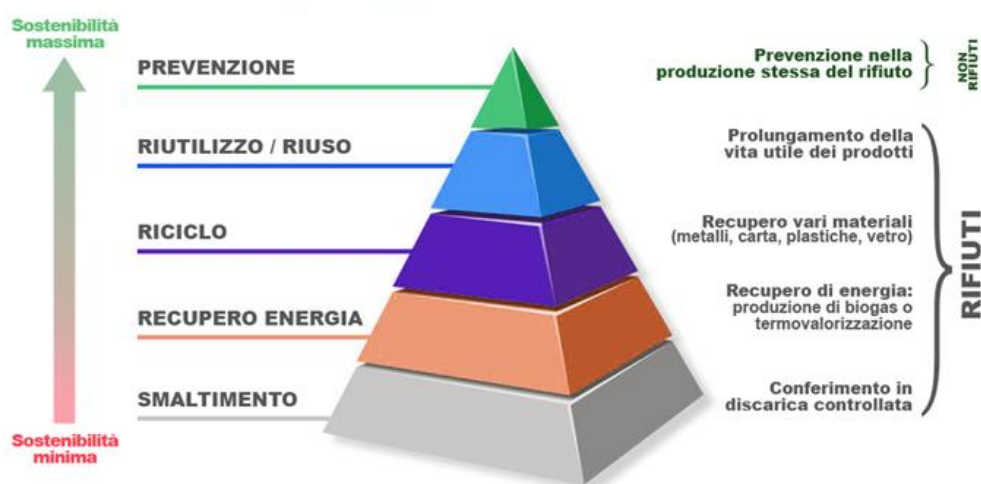 Sostenibilità
massima
PREVENZIONE
Prevenzione nella
produzione stessa del rifiuto
NON
RIFIUTI
RIUTILIZZO / RIUSO
Prolungamento della
vita utile dei prodotti
RICICLO
Recupero vari materiali
(metalli, carta, plastiche, vetro)
RECUPERO ENERGIA
Recupero di energia:
produzione di biogas o
termovalorizzazione
RIFIUTI
SMALTIMENTO
Conferimento in
discarica controllata
Sostenibilità
minima